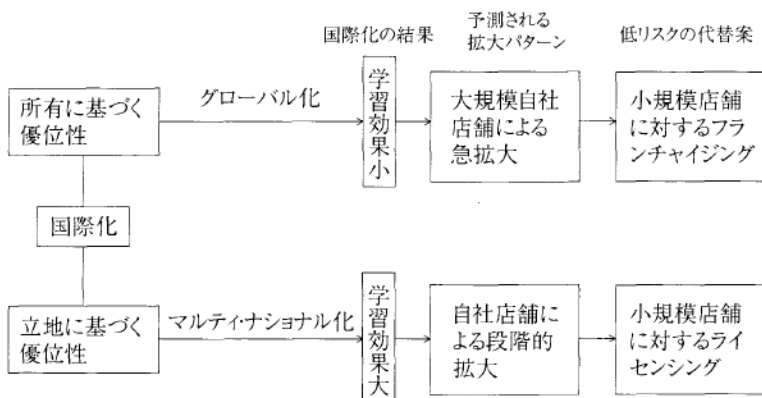 国際化の結果
予測される
拡大パターン
低リスクの代替案
所有に基づく
優位性
グローバル化
学習効果小
大規模自社
店舗による
急拡大
小規模店舗
に対するフラ
ンチャイジング
国際化
立地に基づく
優位性
マルティ・ナショナル化
学習効果大
自社店舗に
よる段階的
拡大
小規模店舗
に対するライ
センシング